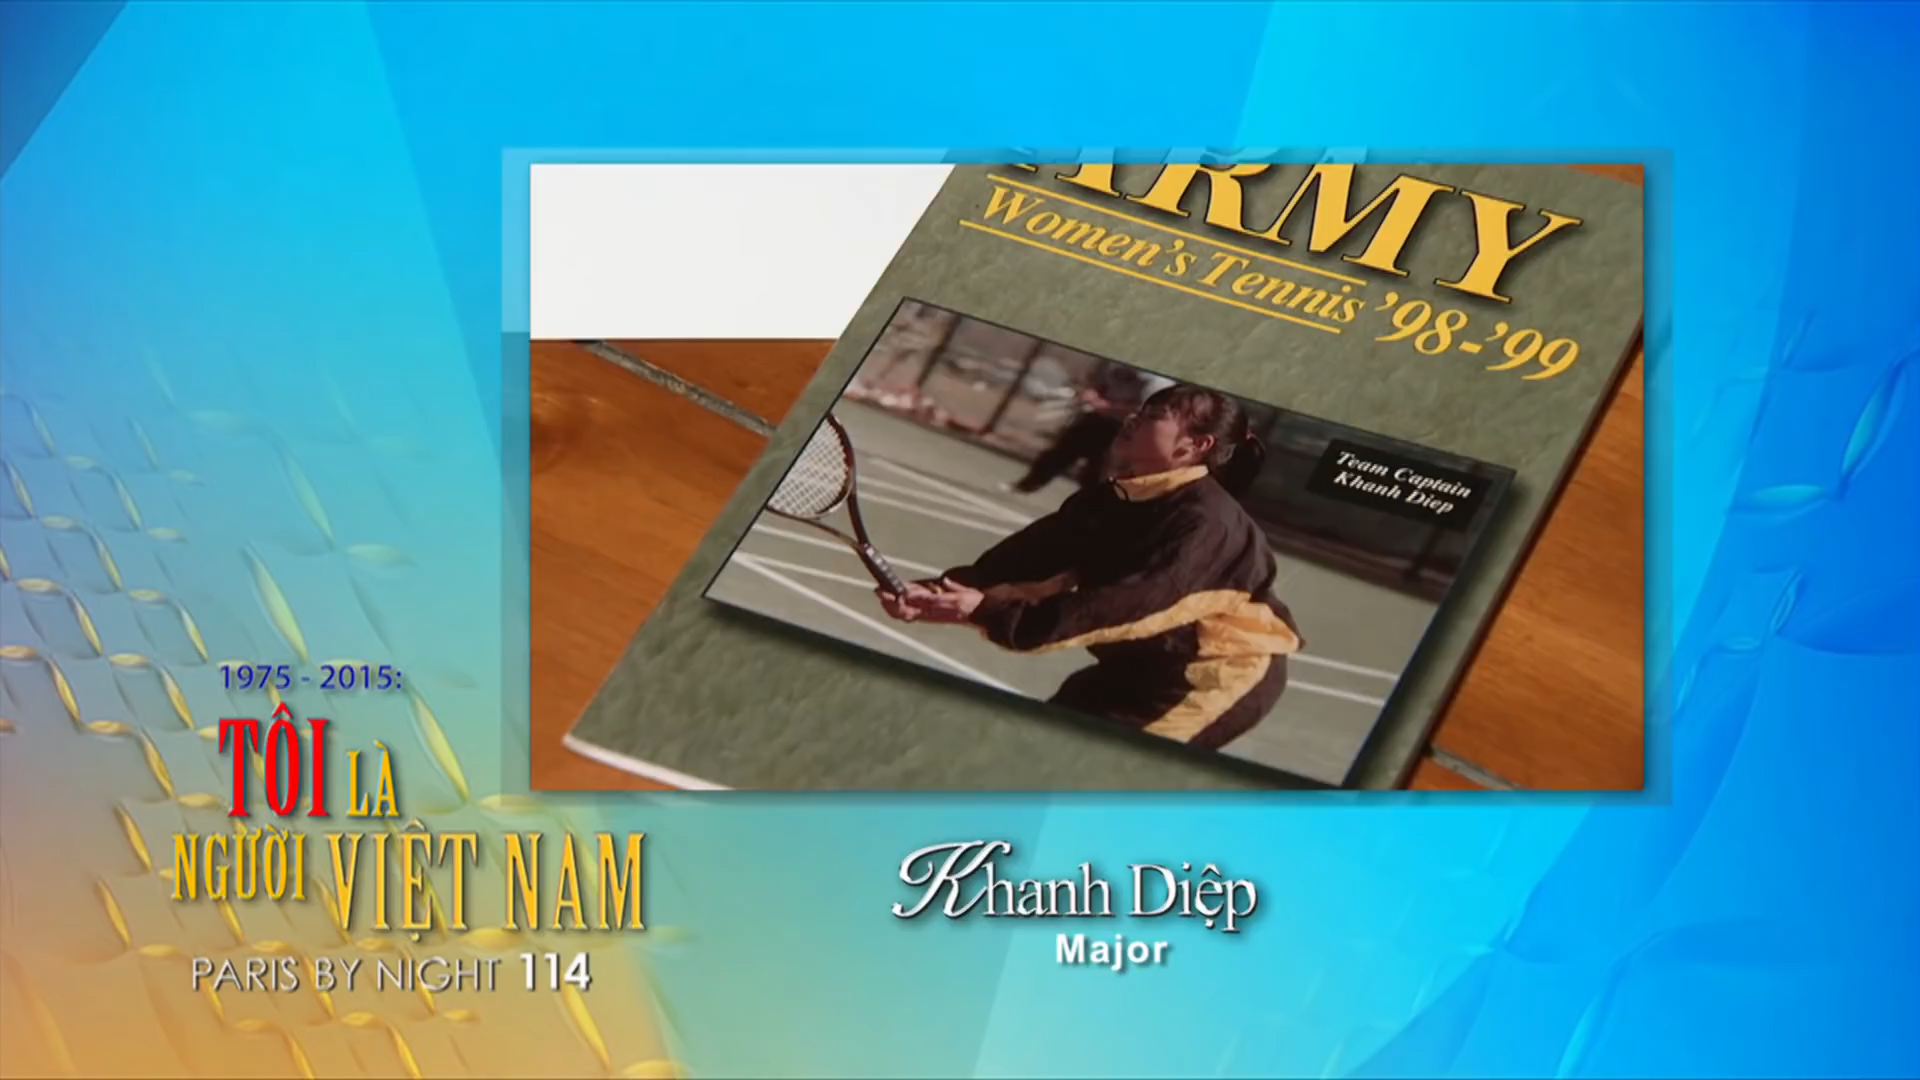 ARMY
Women's Tennis '98-'99
Team Captain
Khanh Diep
1975 - 2015:
TÔI LÀ
NGƯỜI VIỆT NAM
PARIS BY NIGHT 114
Khanh Diệp
Major